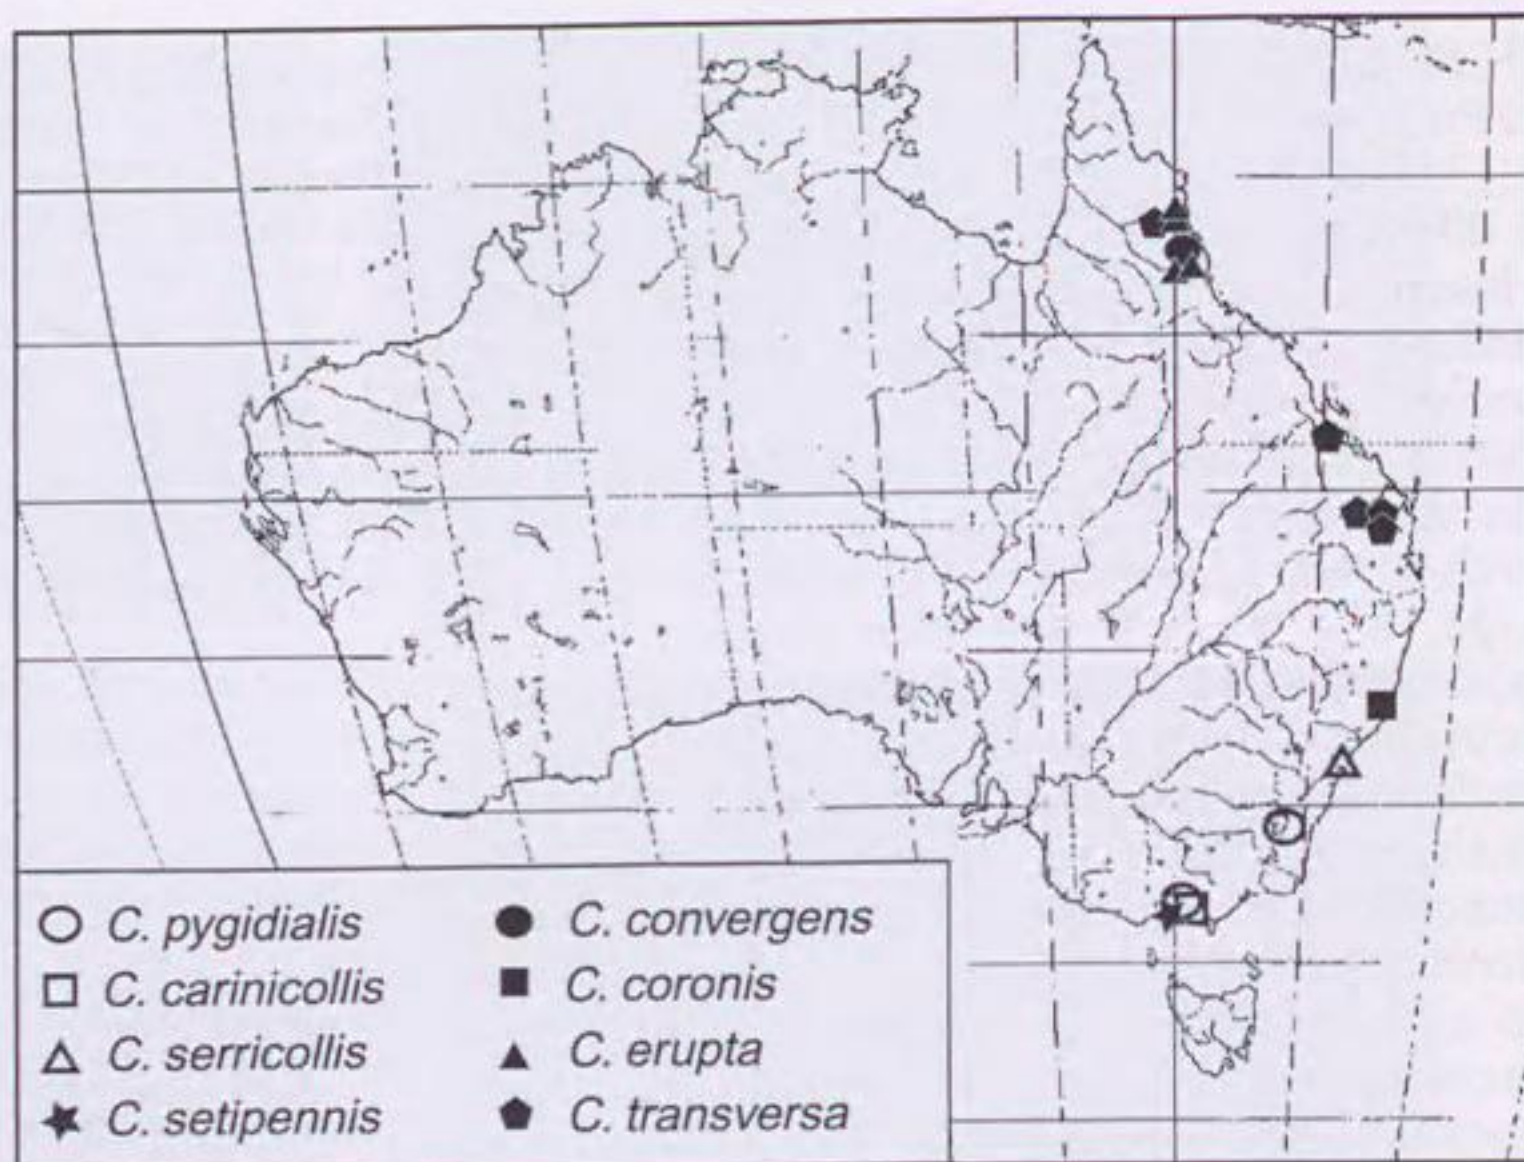 C. pygidialis
C. carinicollis
C. serricollis
C. setipennis
C. convergens
C. coronis
C. erupta
C. transversa